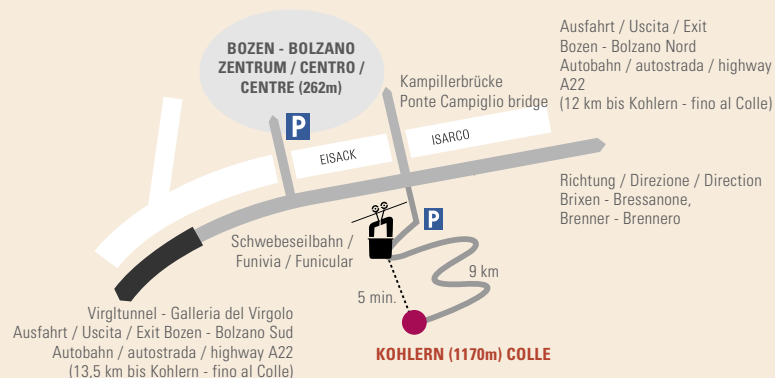 BOZEN - BOLZANO
ZENTRUM / CENTRO /
CENTRE (262m)
P
Ausfahrt / Uscita / Exit
Bozen - Bolzano Nord
Autobahn / autostrada / highway
A22
(12 km bis Kohlern - fino al Colle)
Kampillerbrücke
Ponte Campiglio bridge
EISACK
ISARCO
Richtung / Direzione / Direction
Brixen - Bressanone,
Brenner - Brennero
P
Schwebeseilbahn /
Funivia / Funicular
9 km
5 min.
Virgltunnel - Galleria del Virgolo
Ausfahrt / Uscita / Exit Bozen - Bolzano Sud
Autobahn / autostrada / highway A22
(13,5 km bis Kohlern - fino al Colle)
KOHLERN (1170m) COLLE